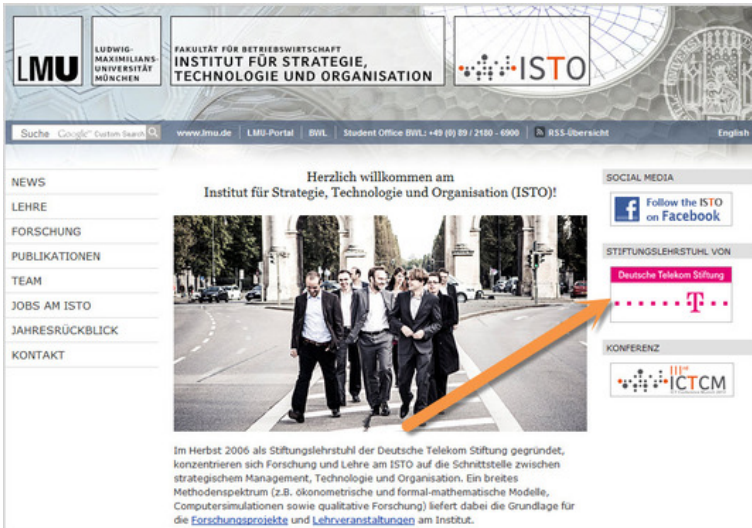 LMU
LUDWIG-
MAXIMILIANS-
UNIVERSITÄT
MÜNCHEN
FAKULTÄT FÜR BETRIEBSWIRTSCHAFT
INSTITUT FÜR STRATEGIE,
TECHNOLOGIE UND ORGANISATION
ISTO
Suche Google™ Custom Search
www.lmu.de | LMU-Portal | BWL | Student Office BWL: +49 (0) 89 / 2180 - 6900 | RSS-Übersicht
English
NEWS
LEHRE
FORSCHUNG
PUBLIKATIONEN
TEAM
JOBS AM ISTO
JAHRESRÜCKBLICK
KONTAKT
Herzlich willkommen am
Institut für Strategie, Technologie und Organisation (ISTO)!
Im Herbst 2006 als Stiftungslehrstuhl der Deutsche Telekom Stiftung gegründet,
konzentrieren sich Forschung und Lehre am ISTO auf die Schnittstelle zwischen
strategischem Management, Technologie und Organisation. Ein breites
Methodenspektrum (z.B. ökonometrische und formal-mathematische Modelle,
Computersimulationen sowie qualitative Forschung) liefert dabei die Grundlage für
die Forschungsprojekte und Lehrveranstaltungen am Institut.
SOCIAL MEDIA
Follow the ISTO
on Facebook
STIFTUNGSLEHRSTUHL VON
Deutsche Telekom Stiftung
T
KONFERENZ
III
ICTCM